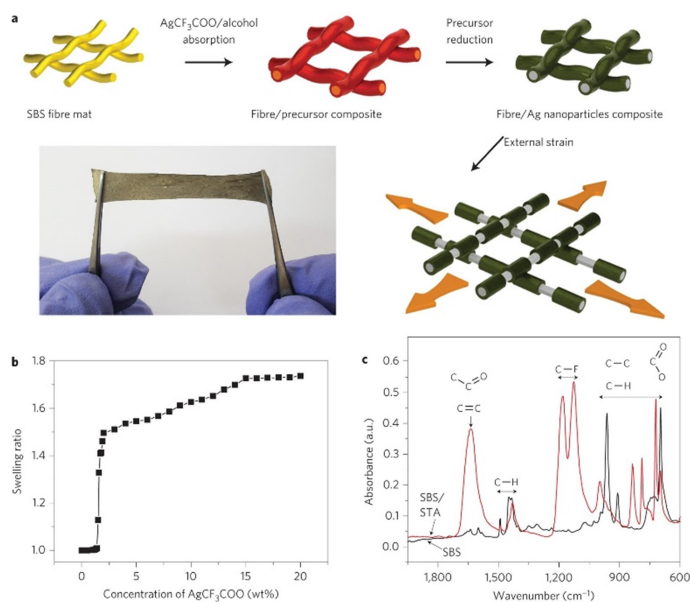 a
AgCF₃COO/alcohol
absorption
Precursor
reduction
SBS fibre mat
Fibre/precursor composite
Fibre/Ag nanoparticles composite
External strain
b
Swelling ratio
1.8
1.6
1.4
1.2
1.0
0
5
10
15
20
Concentration of AgCF₃COO (wt%)
c
Absorbance (a.u.)
0.6
0.5
0.4
0.3
0.2
0.1
0.0
C
C
O
C=C
C–H
C–F
C–C
C–H
C
O
O
SBS/
STA
SBS
1,800
1,500
1,200
900
600
Wavenumber (cm⁻¹)